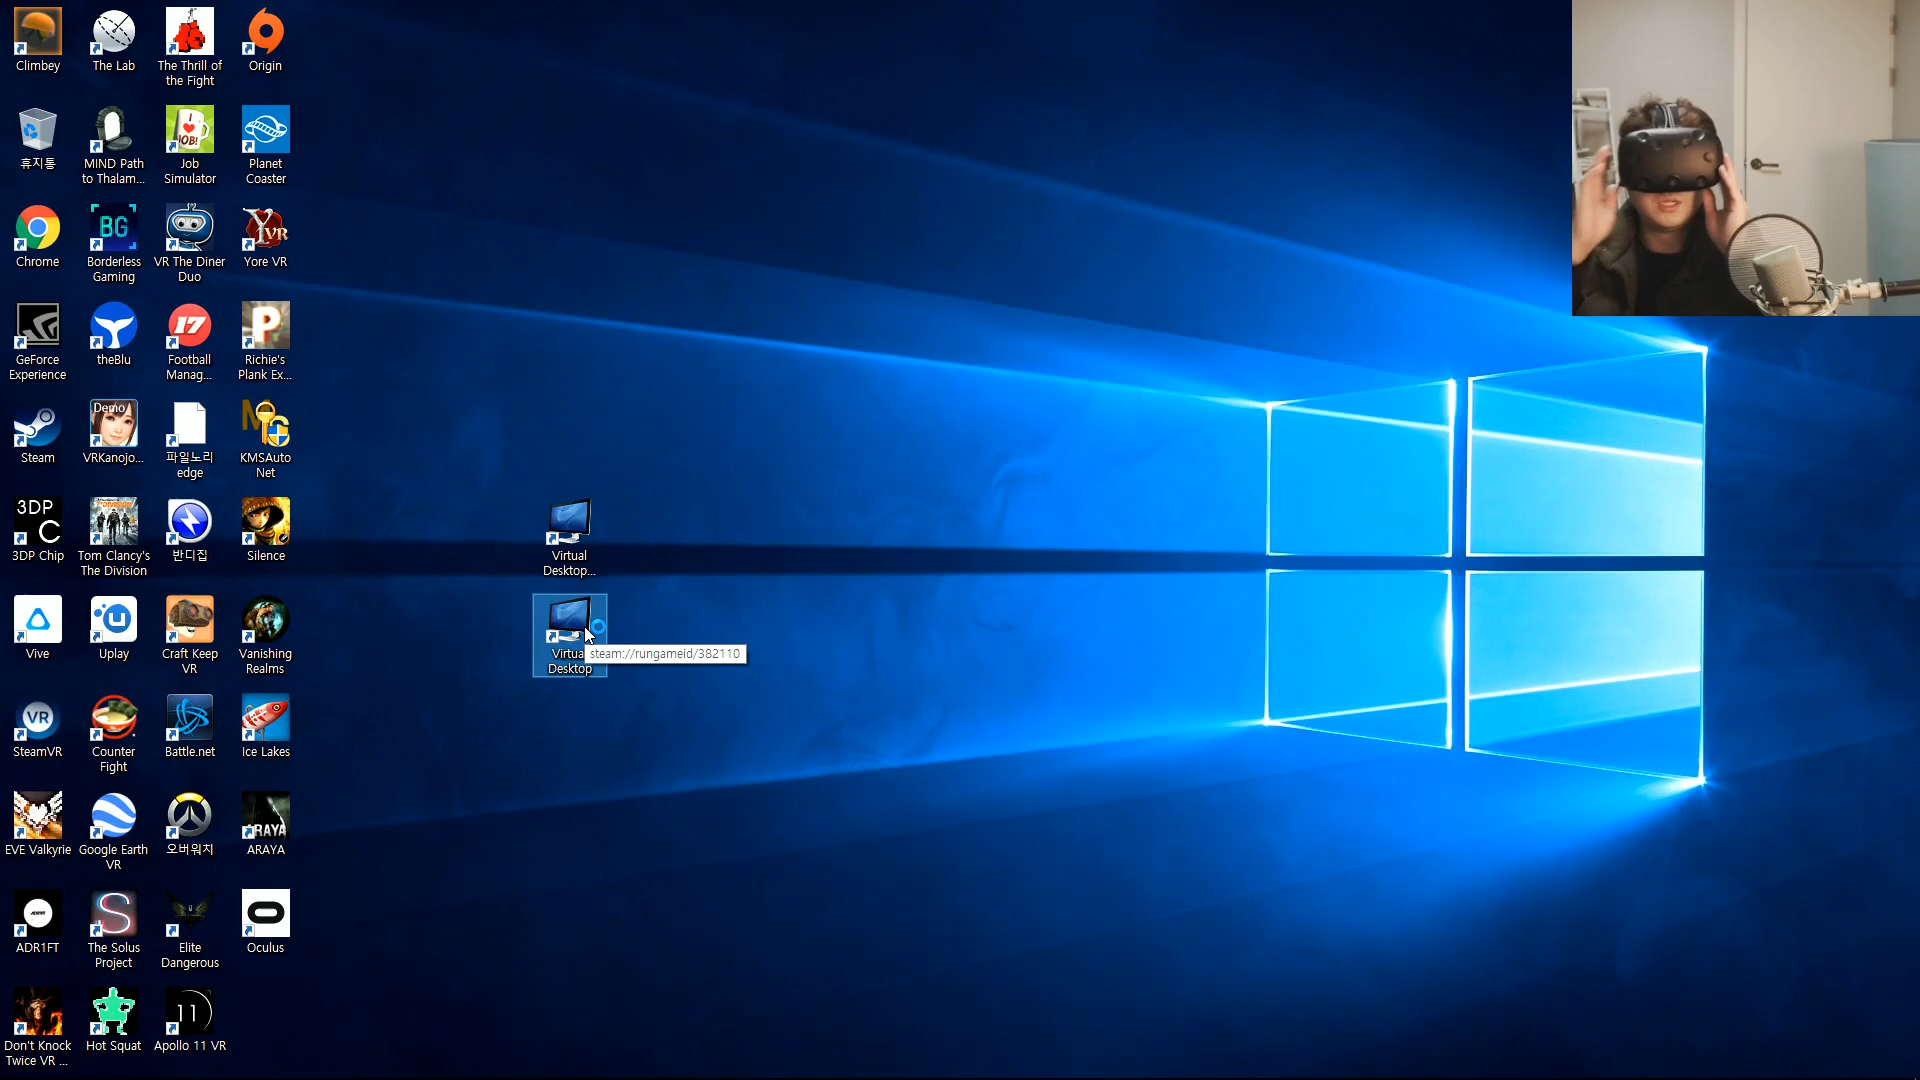 Climbey
The Lab
The Thrill of
the Fight
Origin
휴지통
MIND Path
to Thalam...
I
JOB!
Job
Simulator
Planet
Coaster
Chrome
BG
Borderless
Gaming
VR The Diner
Duo
YVR
Yore VR
GeForce
Experience
theBlu
17
Football
Manag...
P
Richie's
Plank Ex...
Steam
Demo
VRKanojo...
파일노리
edge
M
KMSAuto
Net
3DP
C
3DP Chip
Tom Clancy's
The Division
반디집
Silence
Virtual
Desktop...
Vive
Uplay
Craft Keep
VR
Vanishing
Realms
Virtua
Desktop
steam://rungameid/382110
VR
SteamVR
Counter
Fight
Battle.net
Ice Lakes
EVE Valkyrie
Google Earth
VR
오버워치
ARAYA
ARAYA
ADR1FT
S
The Solus
Project
Elite
Dangerous
Oculus
Don't Knock
Twice VR ...
Hot Squat
11
Apollo 11 VR